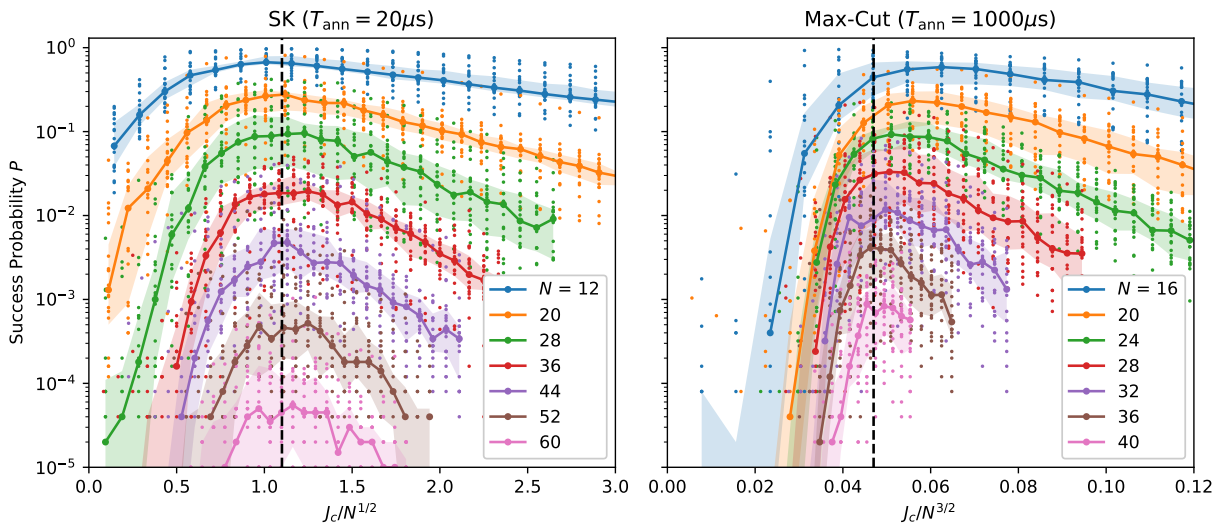 SK (T_ann = 20μs)
Success Probability P
10^0
10^-1
10^-2
10^-3
10^-4
10^-5
0.0 0.5 1.0 1.5 2.0 2.5 3.0
J_c/N^1/2
N = 12
20
28
36
44
52
60
Max-Cut (T_ann = 1000μs)
0.00 0.02 0.04 0.06 0.08 0.10 0.12
J_c/N^3/2
N = 16
20
24
28
32
36
40